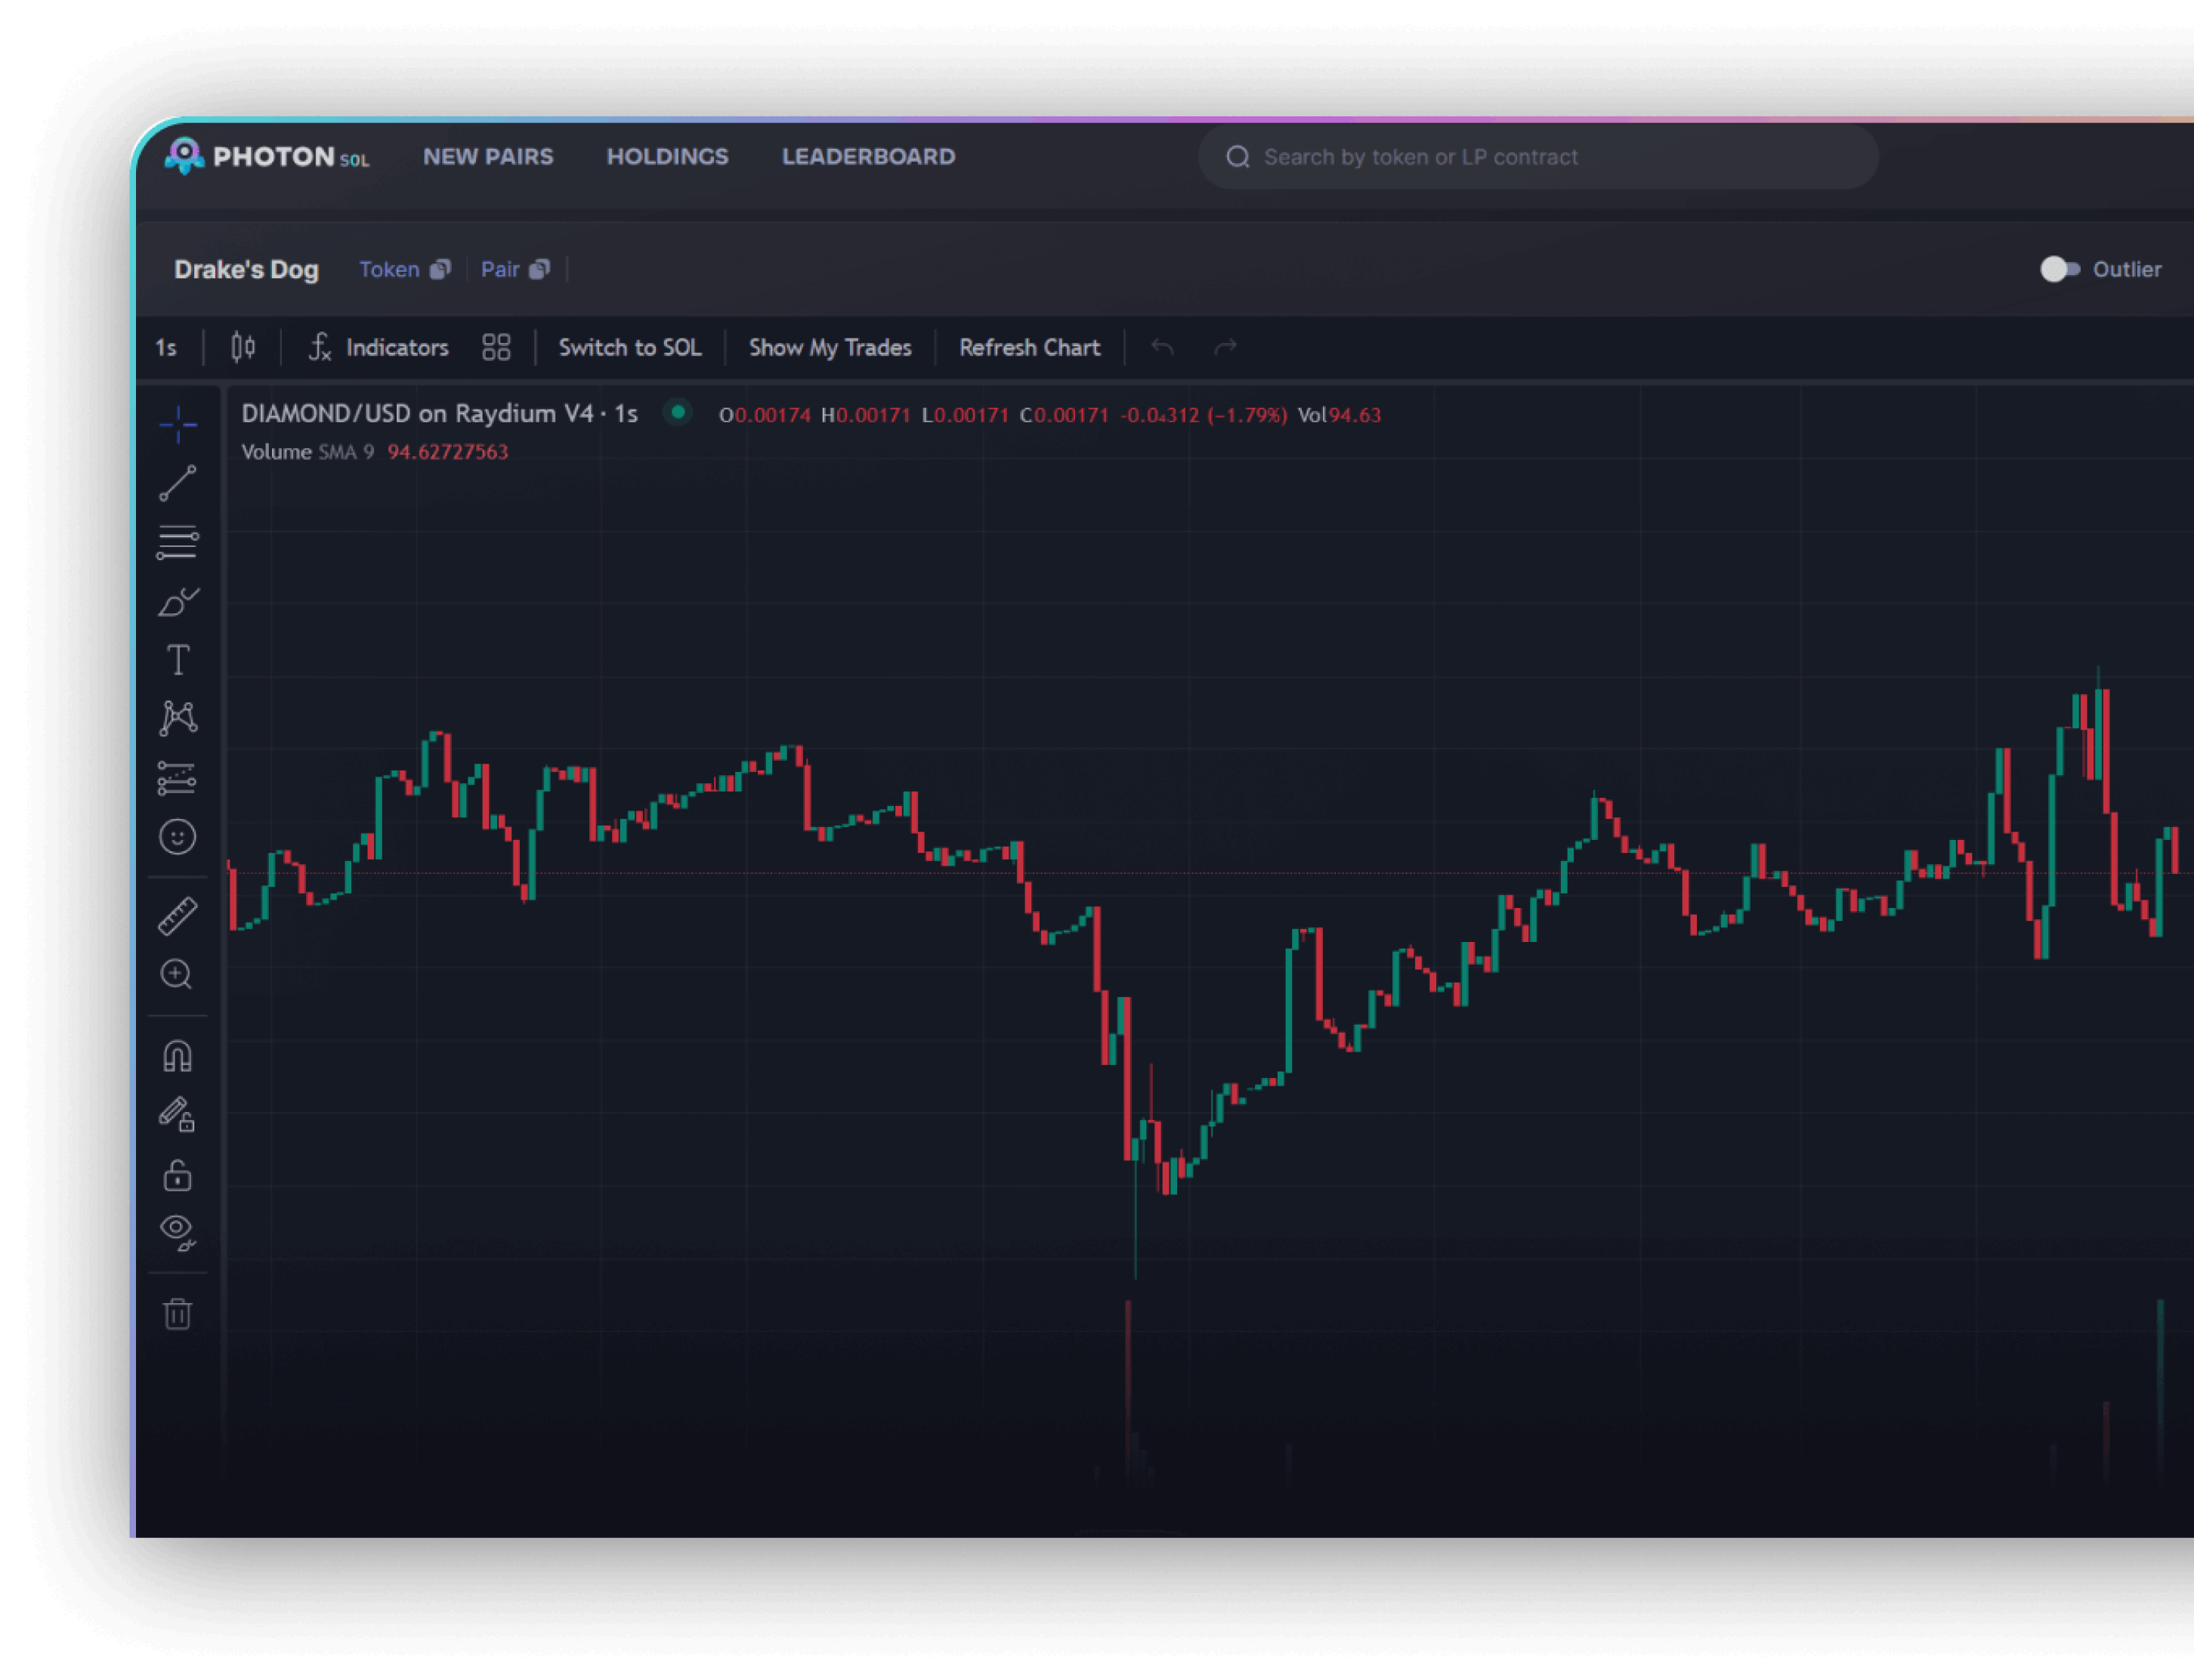 PHOTON SOL NEW PAIRS HOLDINGS LEADERBOARD Search by token or LP contract
Drake's Dog Token Pair Outlier
1s Indicators Switch to SOL Show My Trades Refresh Chart
DIAMOND/USD on Raydium V4 · 1s O0.00174 H0.00171 L0.00171 C0.00171 -0.0₄312 (−1.79%) Vol94.63
Volume SMA 9 94.62727563